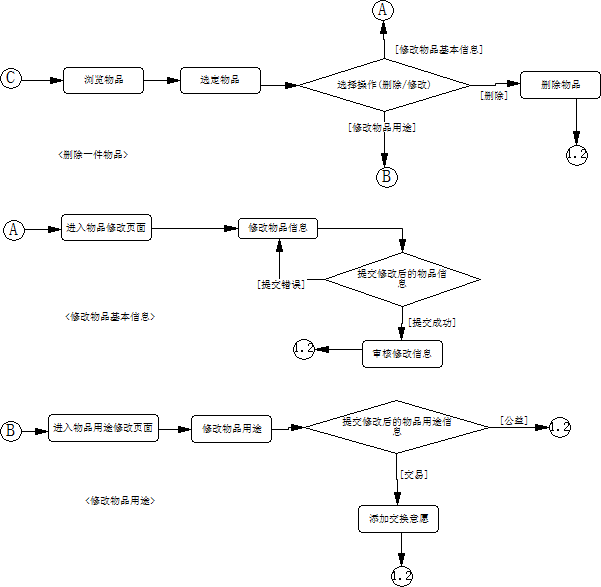 A
[修改物品基本信息]
C
浏览物品
选定物品
选择操作(删除/修改)
[删除]
删除物品
[修改物品用途]
1.2
<删除一件物品>
B
A
进入物品修改页面
修改物品信息
[提交错误]
提交修改后的物品信
息
<修改物品基本信息>
[提交成功]
1.2
审核修改信息
B
进入物品用途修改页面
修改物品用途
提交修改后的物品用途信
息
[公益]
1.2
[交易]
<修改物品用途>
添加交换意愿
1.2